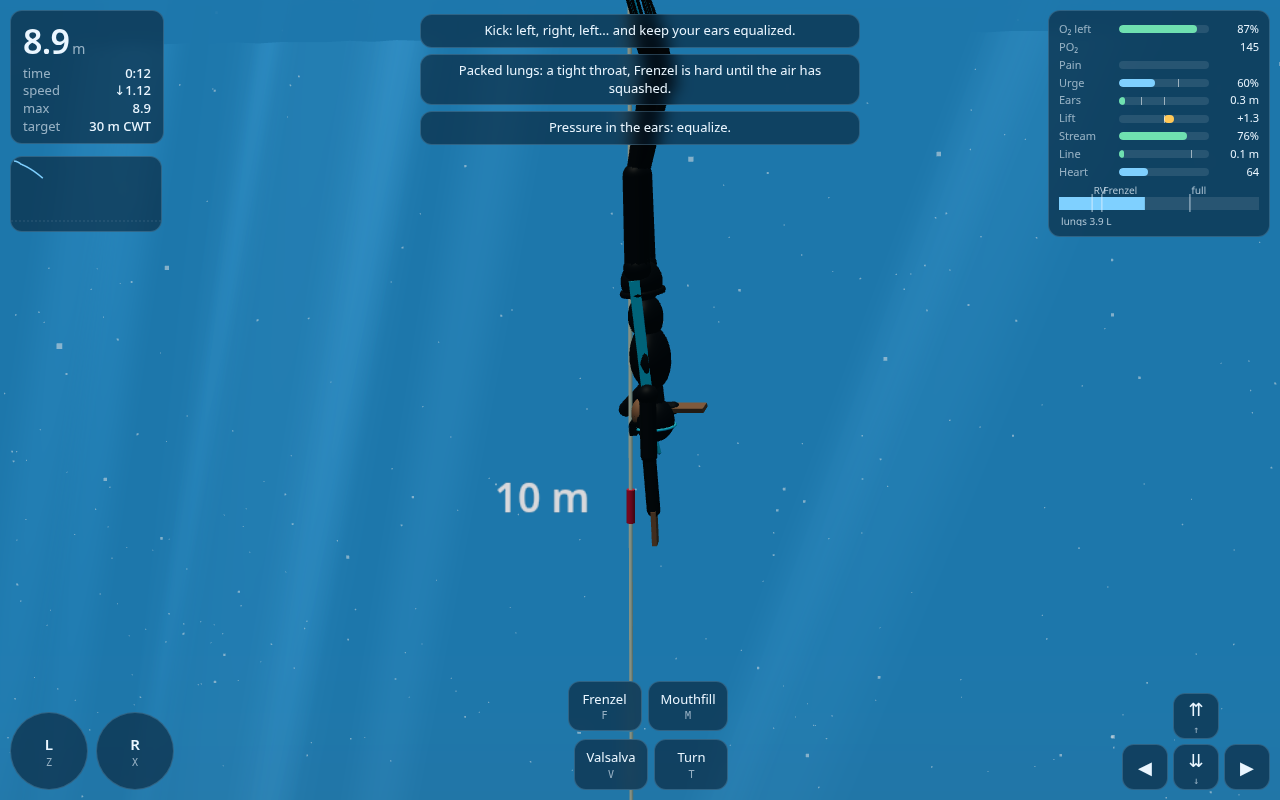 8.9 m
time 0:12
speed ↓1.12
max 8.9
target 30 m CWT
Kick: left, right, left... and keep your ears equalized.
Packed lungs: a tight throat, Frenzel is hard until the air has
squashed.
Pressure in the ears: equalize.
O₂ left 87%
PO₂ 145
Pain
Urge 60%
Ears 0.3 m
Lift +1.3
Stream 76%
Line 0.1 m
Heart 64
RV Frenzel full
lungs 3.9 L
10 m
Frenzel
F
Mouthfill
M
Valsalva
V
Turn
T
L
Z
R
X
⇈
↑
◀
⇊
↓
▶